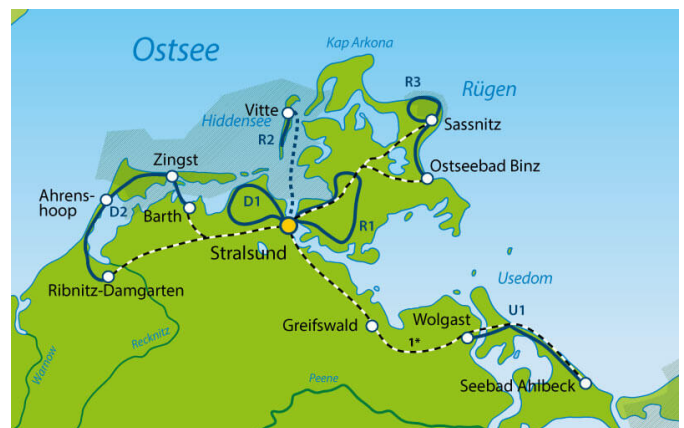 Ostsee
Kap Arkona
R3
Rügen
Vitte
Hiddensee
Sassnitz
R2
Zingst
Ostseebad Binz
Ahrens-
hoop
D2
Barth
D1
R1
Stralsund
Ribnitz-Damgarten
Usedom
Greifswald
Wolgast
U1
1*
Recknitz
Warnow
Peene
Seebad Ahlbeck